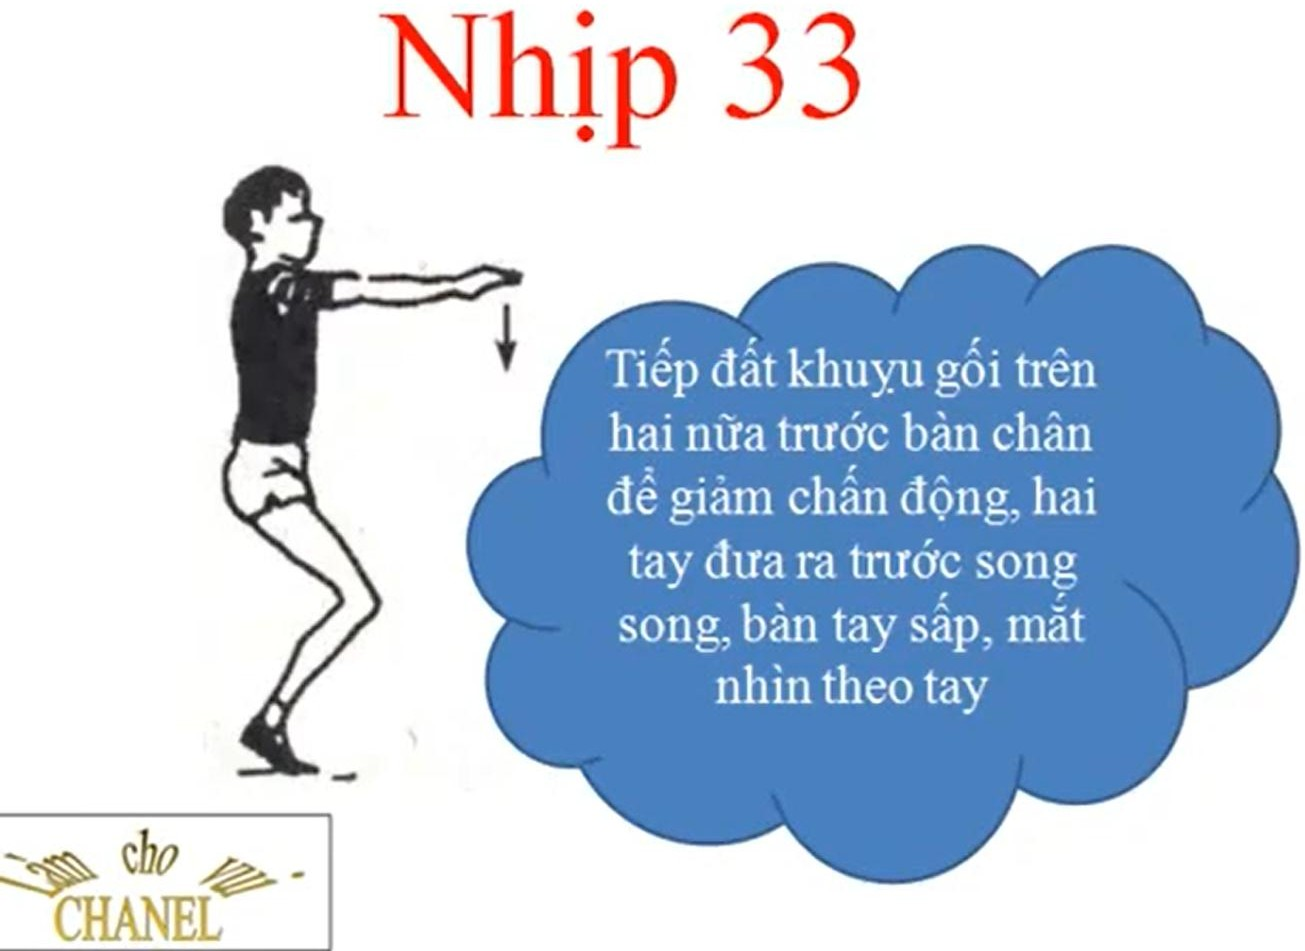 Nhịp 33
Tiếp đất khuỵu gối trên
hai nữa trước bàn chân
để giảm chấn động, hai
tay đưa ra trước song
song, bàn tay sấp, mắt
nhìn theo tay
cho
CHANEL